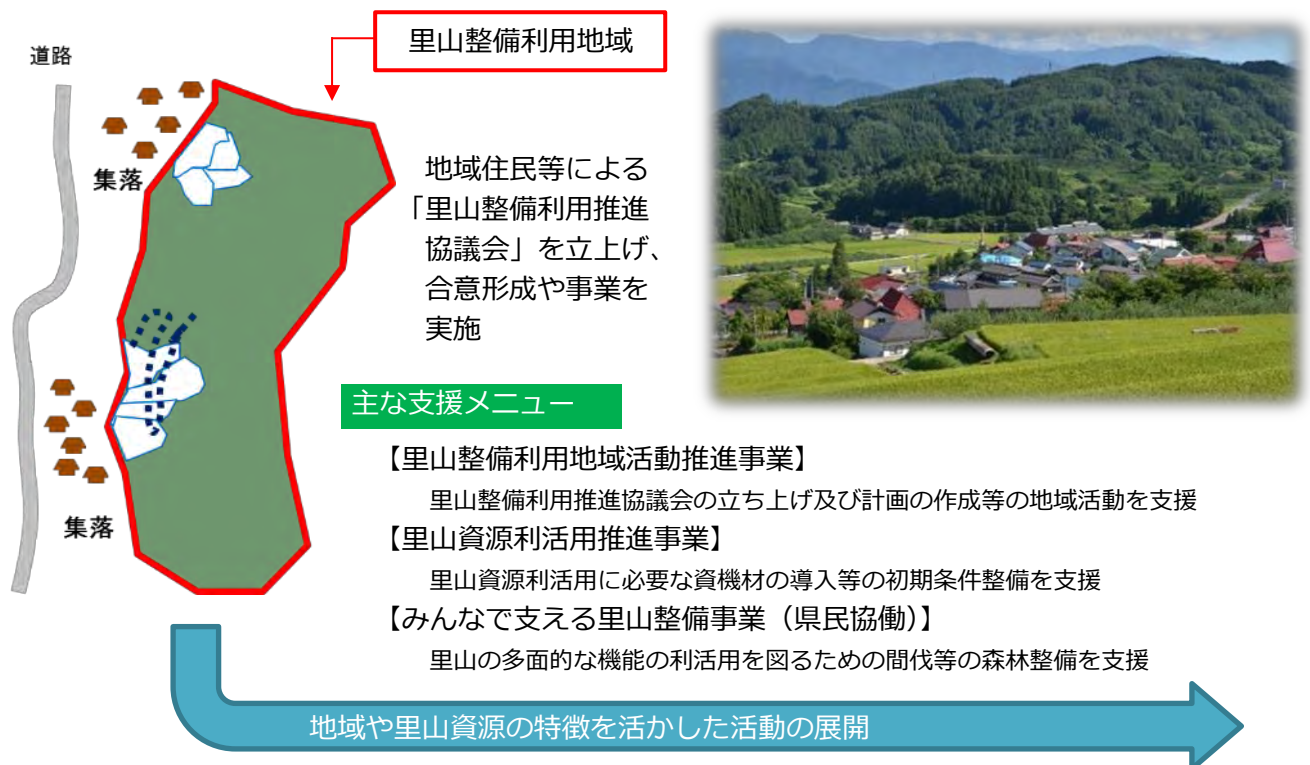 里山整備利用地域
道路
集落
地域住民等による
「里山整備利用推進
協議会」を立上げ、
合意形成や事業を
実施
主な支援メニュー
【里山整備利用地域活動推進事業】
里山整備利用推進協議会の立ち上げ及び計画の作成等の地域活動を支援
【里山資源利活用推進事業】
里山資源利活用に必要な資機材の導入等の初期条件整備を支援
【みんなで支える里山整備事業（県民協働）】
里山の多面的な機能の利活用を図るための間伐等の森林整備を支援
集落
地域や里山資源の特徴を活かした活動の展開